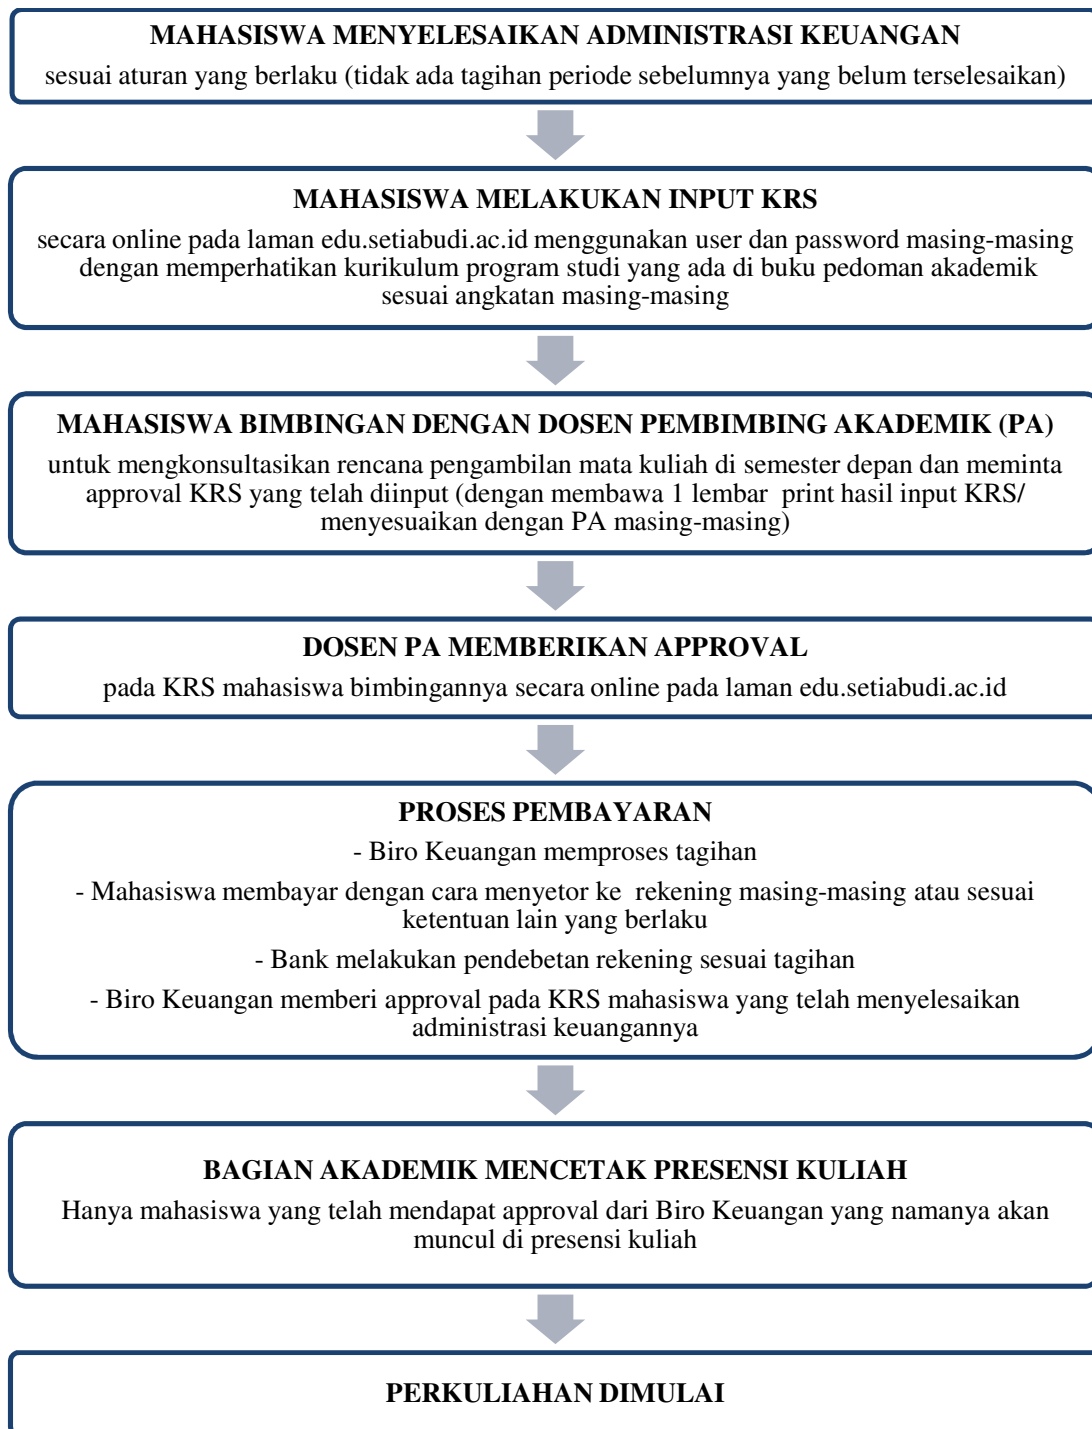 MAHASISWA MENYELESAIKAN ADMINISTRASI KEUANGAN
sesuai aturan yang berlaku (tidak ada tagihan periode sebelumnya yang belum terselesaikan)
MAHASISWA MELAKUKAN INPUT KRS
secara online pada laman edu.setiabudi.ac.id menggunakan user dan password masing-masing
dengan memperhatikan kurikulum program studi yang ada di buku pedoman akademik
sesuai angkatan masing-masing
MAHASISWA BIMBINGAN DENGAN DOSEN PEMBIMBING AKADEMIK (PA)
untuk mengkonsultasikan rencana pengambilan mata kuliah di semester depan dan meminta
approval KRS yang telah diinput (dengan membawa 1 lembar print hasil input KRS/
menyesuaikan dengan PA masing-masing)
DOSEN PA MEMBERIKAN APPROVAL
pada KRS mahasiswa bimbingannya secara online pada laman edu.setiabudi.ac.id
PROSES PEMBAYARAN
- Biro Keuangan memproses tagihan
- Mahasiswa membayar dengan cara menyetor ke rekening masing-masing atau sesuai
ketentuan lain yang berlaku
- Bank melakukan pendebetan rekening sesuai tagihan
- Biro Keuangan memberi approval pada KRS mahasiswa yang telah menyelesaikan
administrasi keuangannya
BAGIAN AKADEMIK MENCETAK PRESENSI KULIAH
Hanya mahasiswa yang telah mendapat approval dari Biro Keuangan yang namanya akan
muncul di presensi kuliah
PERKULIAHAN DIMULAI